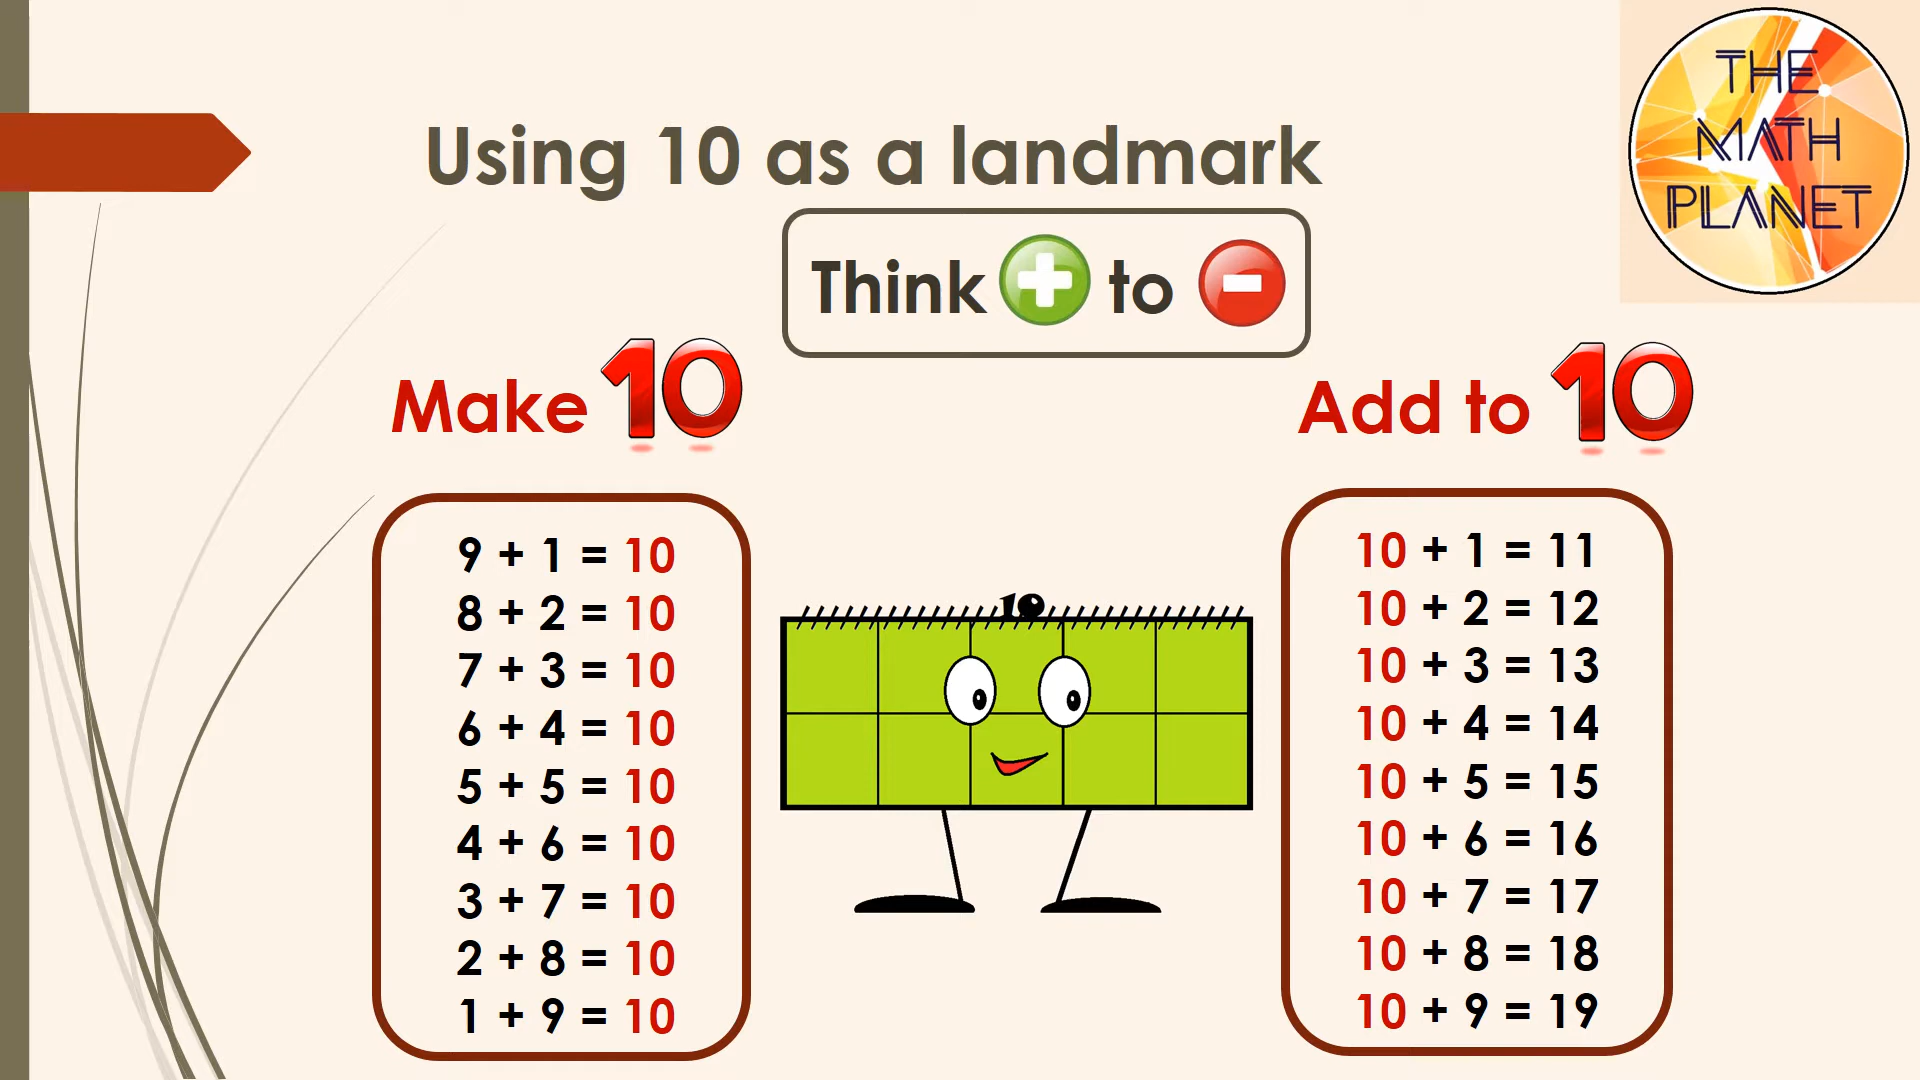 THE
MATH
PLANET
Using 10 as a landmark
Think + to -
Make 10
9 + 1 = 10
8 + 2 = 10
7 + 3 = 10
6 + 4 = 10
5 + 5 = 10
4 + 6 = 10
3 + 7 = 10
2 + 8 = 10
1 + 9 = 10
10
Add to 10
10 + 1 = 11
10 + 2 = 12
10 + 3 = 13
10 + 4 = 14
10 + 5 = 15
10 + 6 = 16
10 + 7 = 17
10 + 8 = 18
10 + 9 = 19